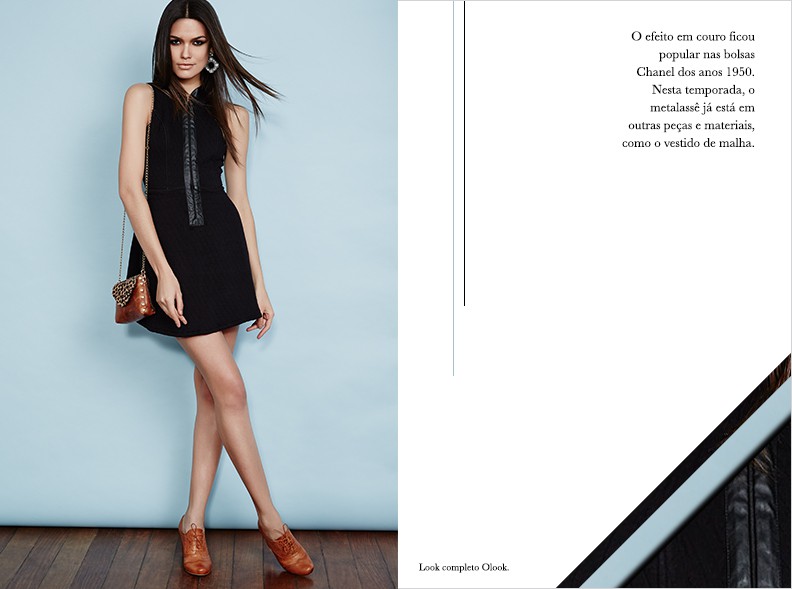 O efeito em couro ficou
popular nas bolsas
Chanel dos anos 1950.
Nesta temporada, o
metalassê já está em
outras peças e materiais,
como o vestido de malha.
Look completo Olook.